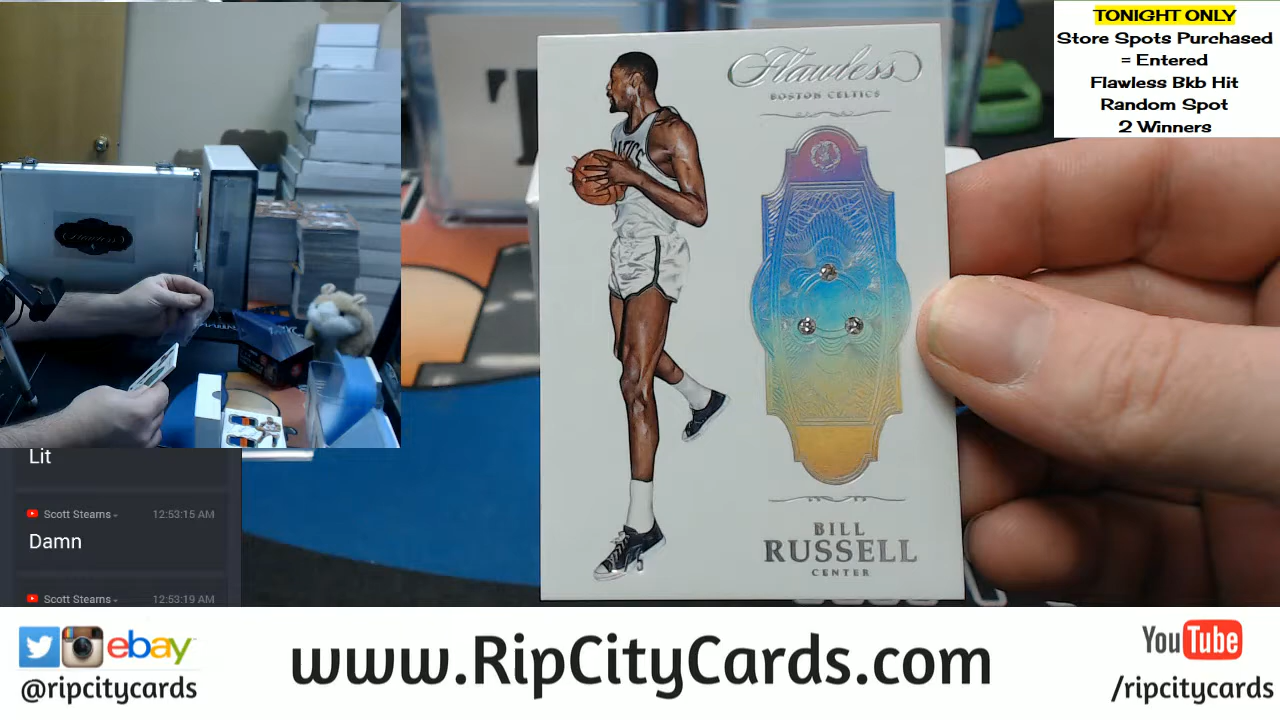 TONIGHT ONLY
Store Spots Purchased
= Entered
Flawless Bkb Hit
Random Spot
2 Winners
Flawless
BOSTON CELTICS
BILL
RUSSELL
CENTER
Flawless
Lit
Scott Stearns 12:53:15 AM
Damn
Scott Stearns 12:53:19 AM
ebay
@ripcitycards
www.RipCityCards.com
YouTube
/ripcitycards